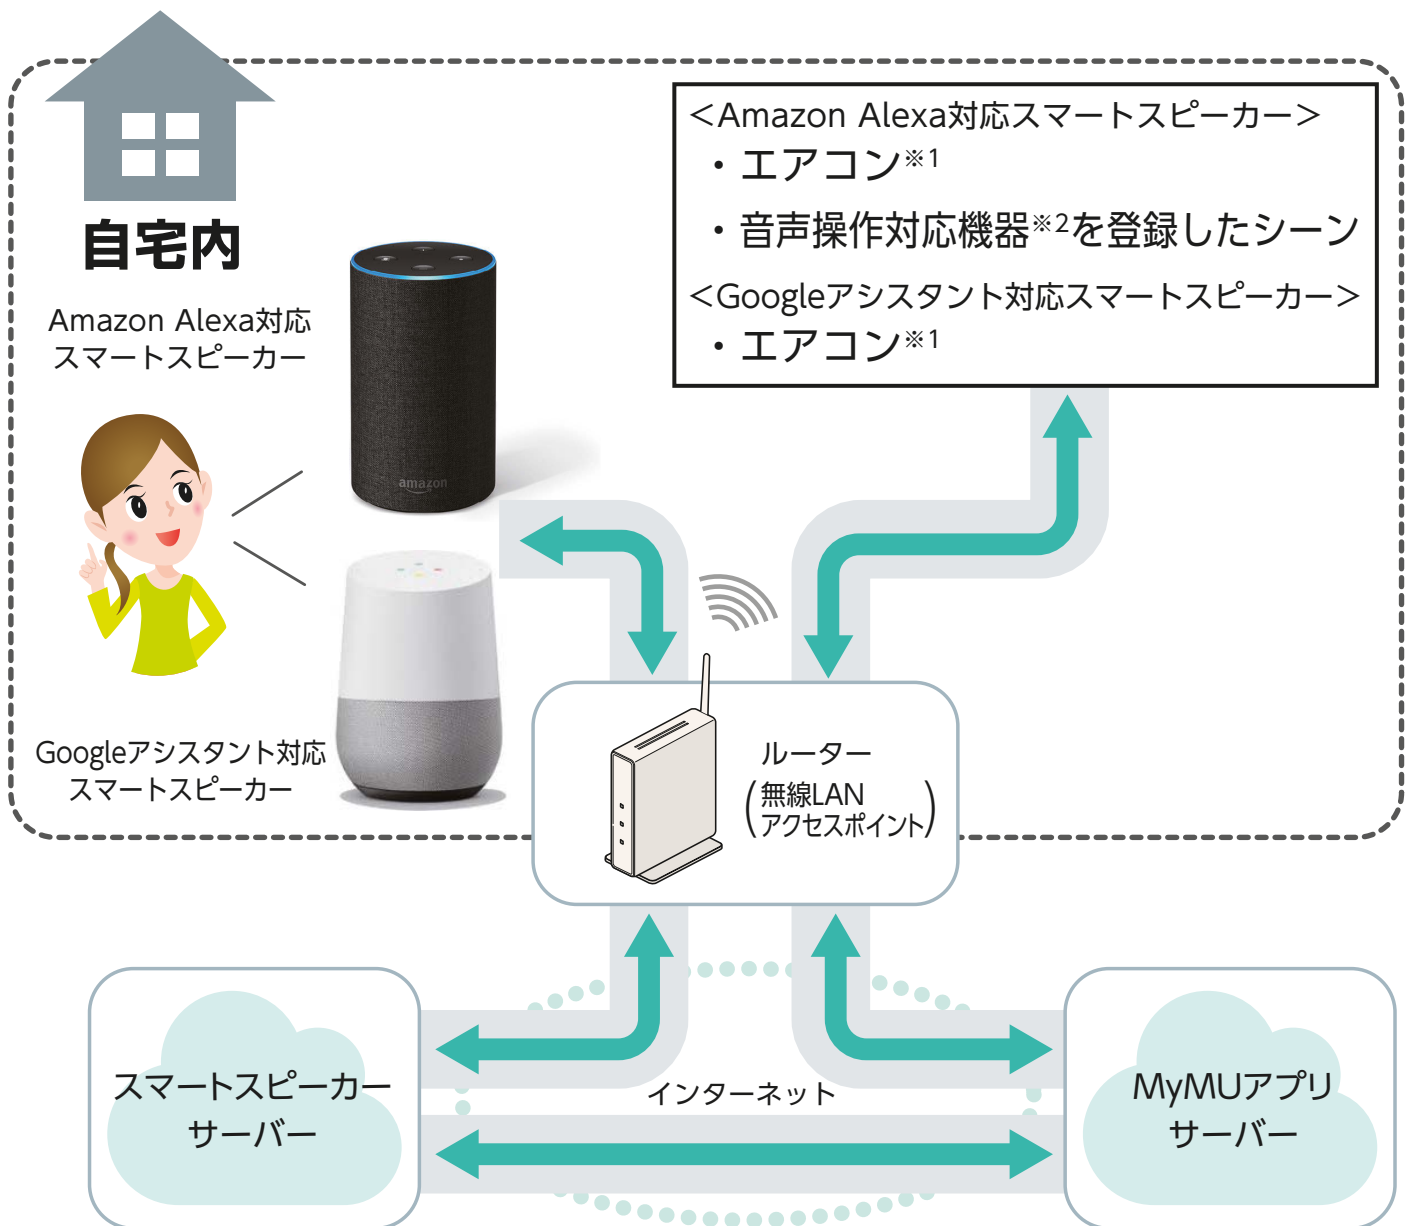 自宅内
Amazon Alexa対応
スマートスピーカー
amazon
Googleアシスタント対応
スマートスピーカー
＜Amazon Alexa対応スマートスピーカー＞
・エアコン※1
・音声操作対応機器※2を登録したシーン
＜Googleアシスタント対応スマートスピーカー＞
・エアコン※1
ルーター
(無線LAN
アクセスポイント)
スマートスピーカー
サーバー
インターネット
MyMUアプリ
サーバー